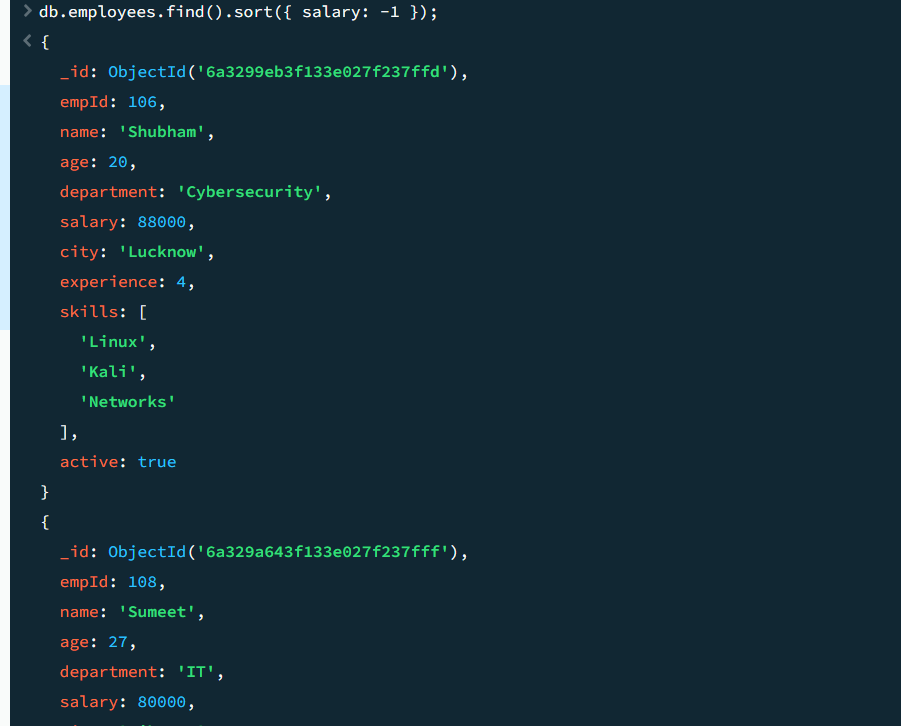 > db.employees.find().sort({ salary: -1 });
< {
_id: ObjectId('6a3299eb3f133e027f237ffd'),
empId: 106,
name: 'Shubham',
age: 20,
department: 'Cybersecurity',
salary: 88000,
city: 'Lucknow',
experience: 4,
skills: [
'Linux',
'Kali',
'Networks'
],
active: true
}
{
_id: ObjectId('6a329a643f133e027f237fff'),
empId: 108,
name: 'Sumeet',
age: 27,
department: 'IT',
salary: 80000,